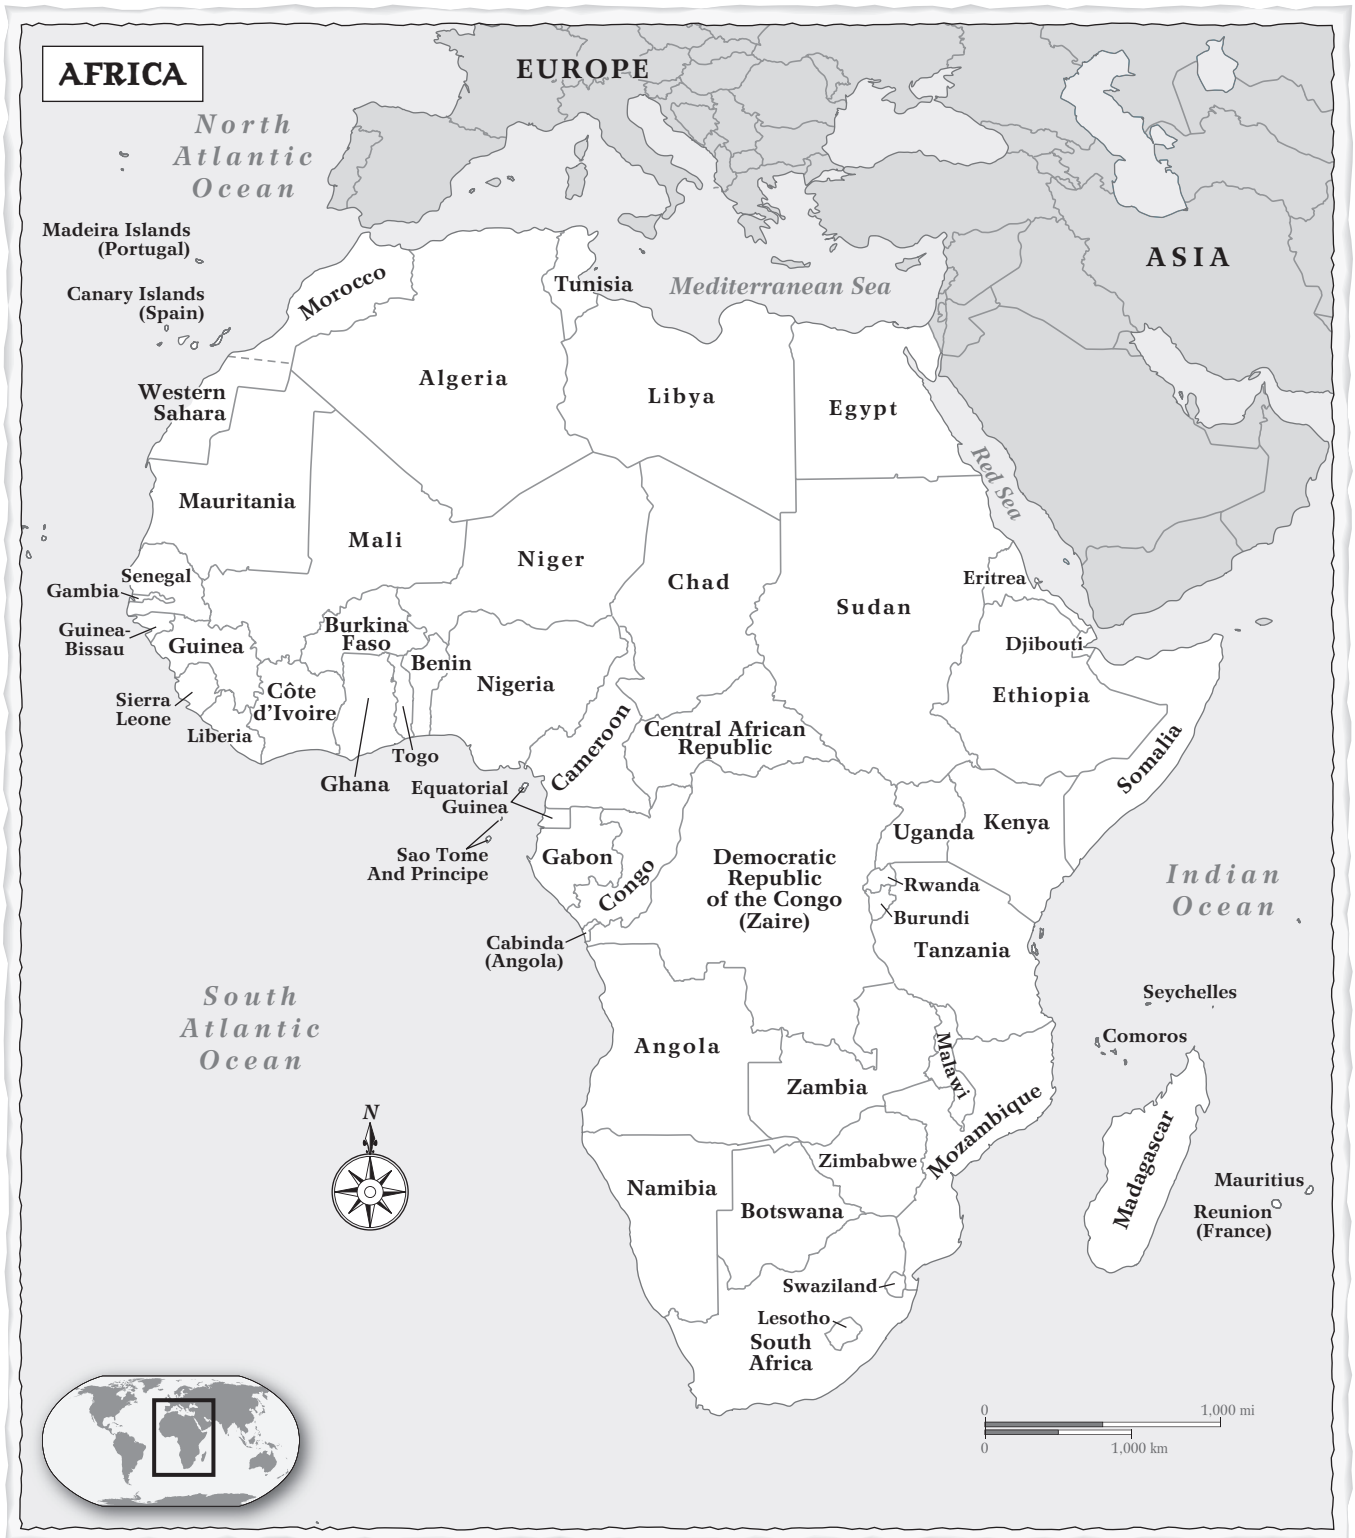 AFRICA
EUROPE
North
Atlantic
Ocean
Madeira Islands
(Portugal)
ASIA
Canary Islands
(Spain)
Morocco
Tunisia
Mediterranean Sea
Algeria
Libya
Egypt
Western
Sahara
Red Sea
Mauritania
Mali
Niger
Chad
Sudan
Eritrea
Senegal
Gambia
Guinea-
Bissau
Guinea
Burkina
Faso
Benin
Nigeria
Djibouti
Ethiopia
Sierra
Leone
Côte
d'Ivoire
Liberia
Togo
Ghana
Cameroon
Central African
Republic
Somalia
Equatorial
Guinea
Uganda
Kenya
Sao Tome
And Principe
Gabon
Congo
Democratic
Republic
of the Congo
(Zaire)
Rwanda
Burundi
Indian
Ocean
Cabinda
(Angola)
Tanzania
South
Atlantic
Ocean
Seychelles
Comoros
Angola
Malawi
Zambia
Mozambique
N
Zimbabwe
Madagascar
Namibia
Botswana
Mauritius
Reunion
(France)
Swaziland
Lesotho
South
Africa
0
1,000 mi
0
1,000 km